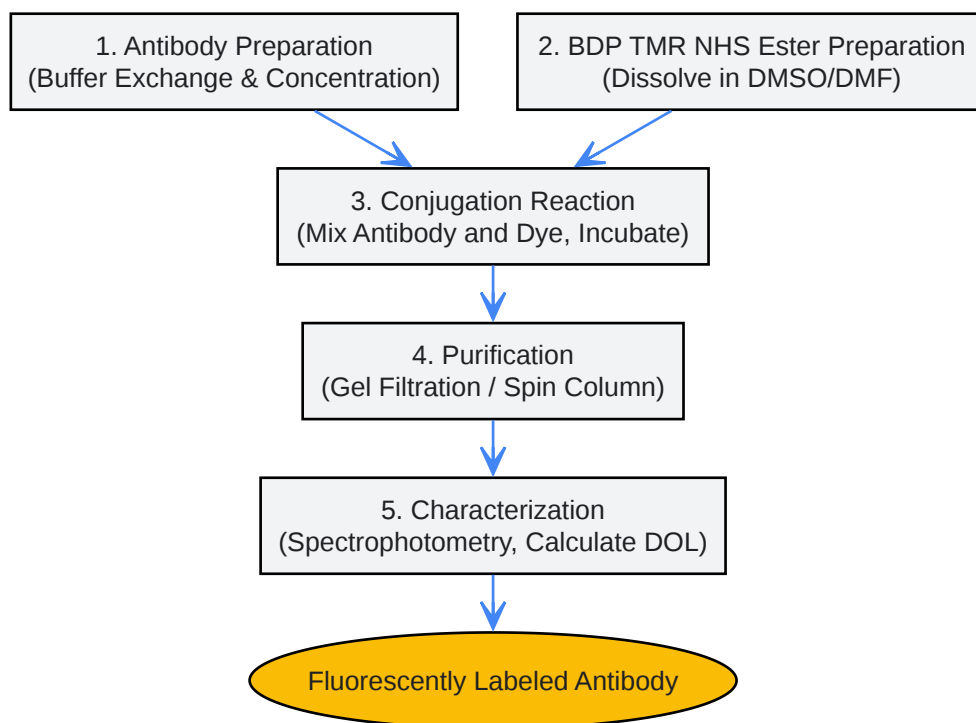 1. Antibody Preparation
(Buffer Exchange & Concentration)
2. BDP TMR NHS Ester Preparation
(Dissolve in DMSO/DMF)
3. Conjugation Reaction
(Mix Antibody and Dye, Incubate)
4. Purification
(Gel Filtration / Spin Column)
5. Characterization
(Spectrophotometry, Calculate DOL)
Fluorescently Labeled Antibody